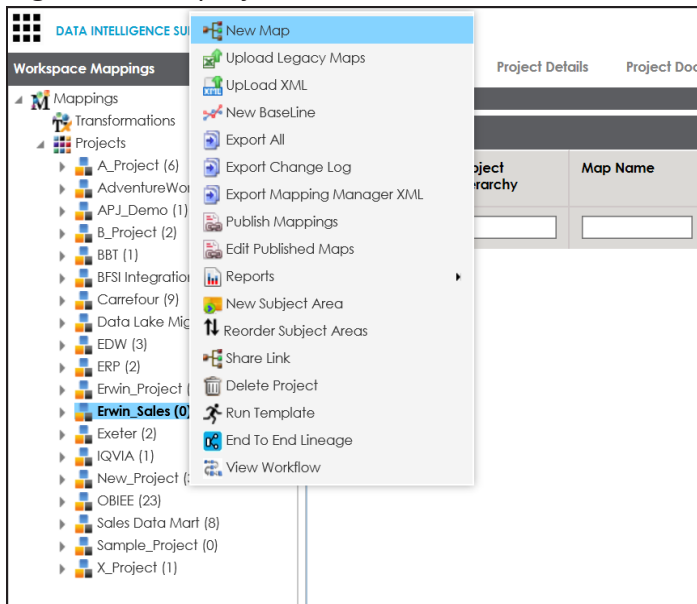 DATA INTELLIGENCE SU
Workspace Mappings
Mappings
Transformations
Projects
A_Project (6)
AdventureWor
APJ_Demo (1)
B_Project (2)
BBT (1)
BFSI Integration
Carrefour (9)
Data Lake Mig
EDW (3)
ERP (2)
Erwin_Project (
Erwin_Sales (0)
Exeter (2)
IQVIA (1)
New_Project (
OBIEE (23)
Sales Data Mart (8)
Sample_Project (0)
X_Project (1)
New Map
Upload Legacy Maps
UpLoad XML
New BaseLine
Export All
Export Change Log
Export Mapping Manager XML
Publish Mappings
Edit Published Maps
Reports
New Subject Area
Reorder Subject Areas
Share Link
Delete Project
Run Template
End To End Lineage
View Workflow
Project Details Project Doc
Map Name